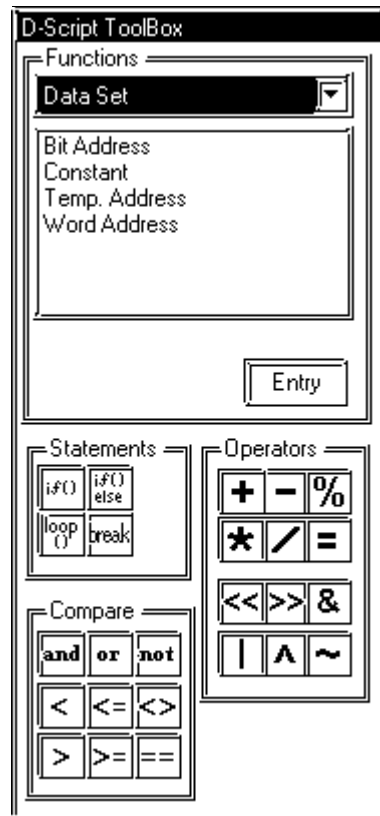 D-Script ToolBox
Functions
Data Set
Bit Address
Constant
Temp. Address
Word Address
Entry
Statements
if() if() else
loop () break
Operators
+ - %
* / =
<< >> &
| ^ ~
Compare
and or not
< <= <>
> >= ==